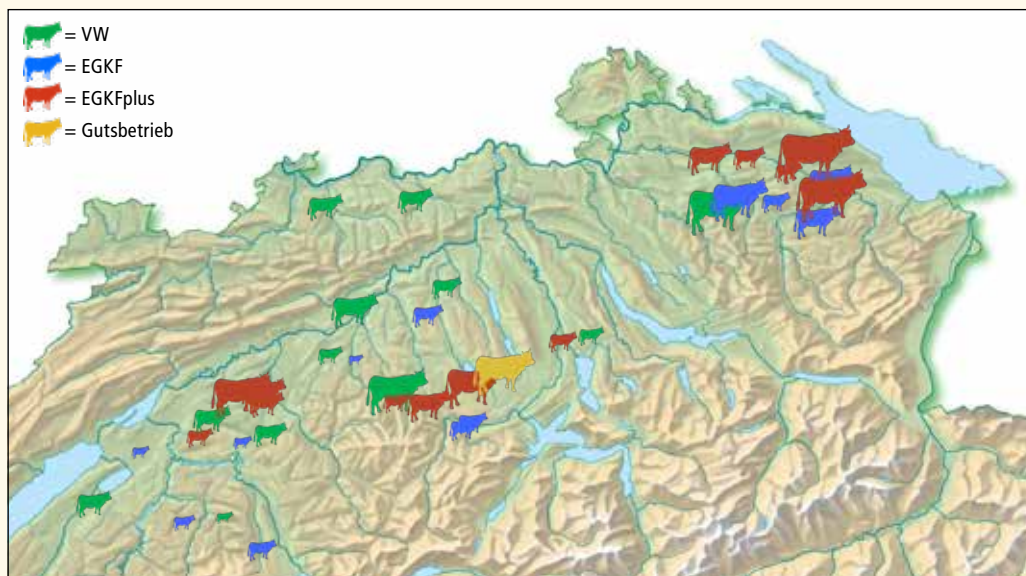 = VW
= EGKF
= EGKFplus
= Gutsbetrieb